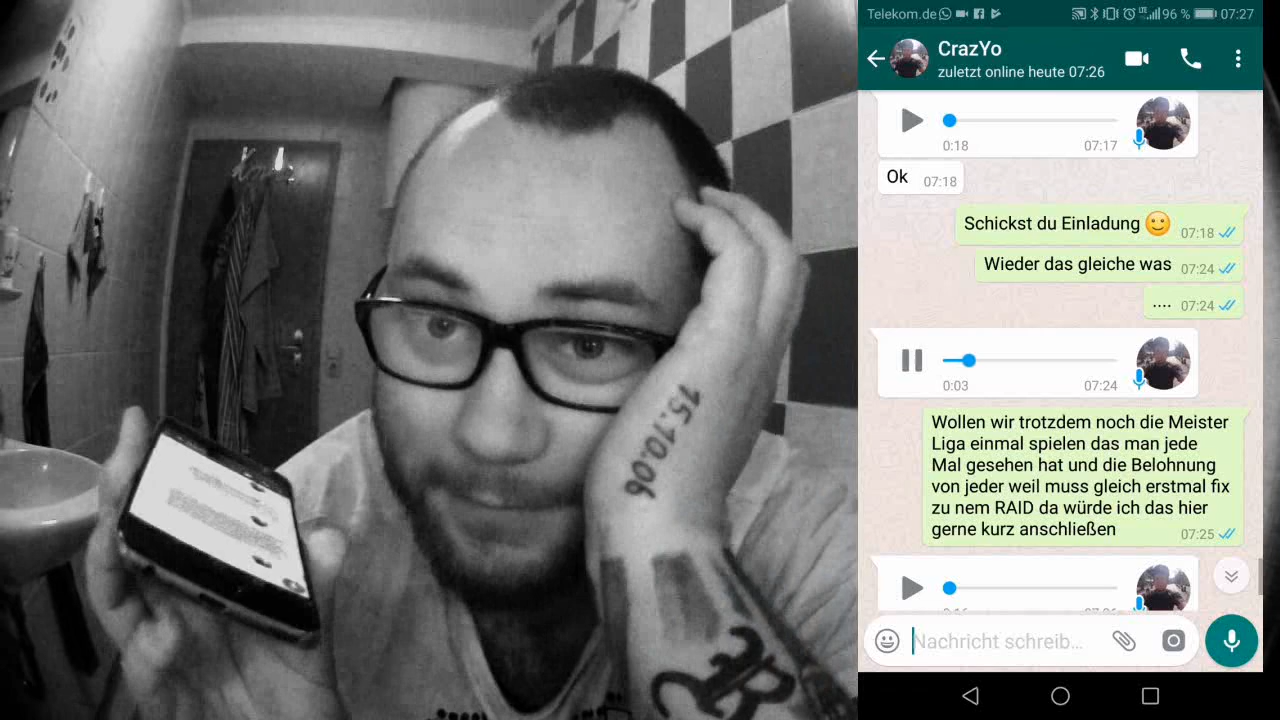 Telekom.de
96 %
07:27
CrazYo
zuletzt online heute 07:26
0:18
07:17
Ok
07:18
Schickst du Einladung 🙂
07:18
Wieder das gleiche was
07:24
....
07:24
0:03
07:24
Wollen wir trotzdem noch die Meister
Liga einmal spielen das man jede
Mal gesehen hat und die Belohnung
von jeder weil muss gleich erstmal fix
zu nem RAID da würde ich das hier
gerne kurz anschließen
07:25
Nachricht schreib...
15.10.06